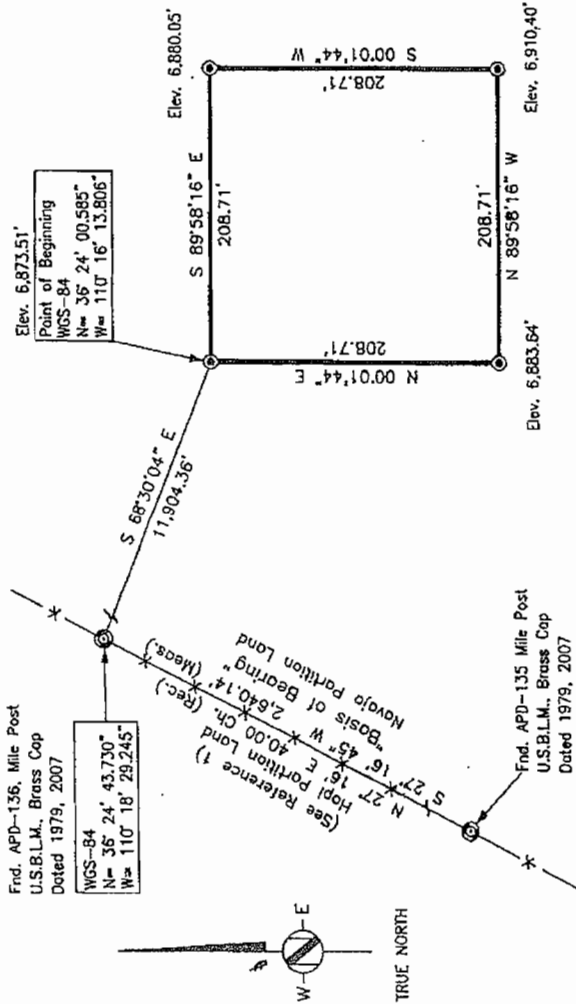 Fnd. APD-136, Mile Post
U.S.B.L.M., Brass Cap
Dated 1979, 2007
WGS-84
N= 36° 24' 43.730"
W= 110° 18' 29.245"
Elev. 6,873.51'
Point of Beginning
WGS-84
N= 36° 24' 00.585"
W= 110° 16' 13.806"
S 68°30'04" E
11,904.36'
Elev. 6,880.05'
S 89°58'16" E
208.71'
S 00°01'44" W
208.71'
N 00°01'44" E
208.71'
N 89°58'16" W
208.71'
Elev. 6,883.64'
Elev. 6,910,40'
(See Reference 1)
Hopi Partition Land
N 27° 16' E 40.00 Ch. (Rec.)
S 27° 16' 45" W 2,640.14' (Meas.)
"Basis of Bearing"
Navajo Partition Land
Fnd. APD-135 Mile Post
U.S.B.L.M., Brass Cap
Dated 1979, 2007
W
E
TRUE NORTH